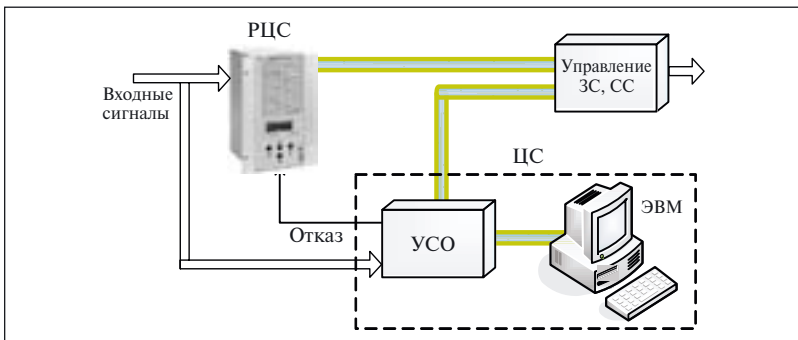 РЦС
Входные
сигналы
Управление
ЗС, СС
ЦС
ЭВМ
Отказ
УСО